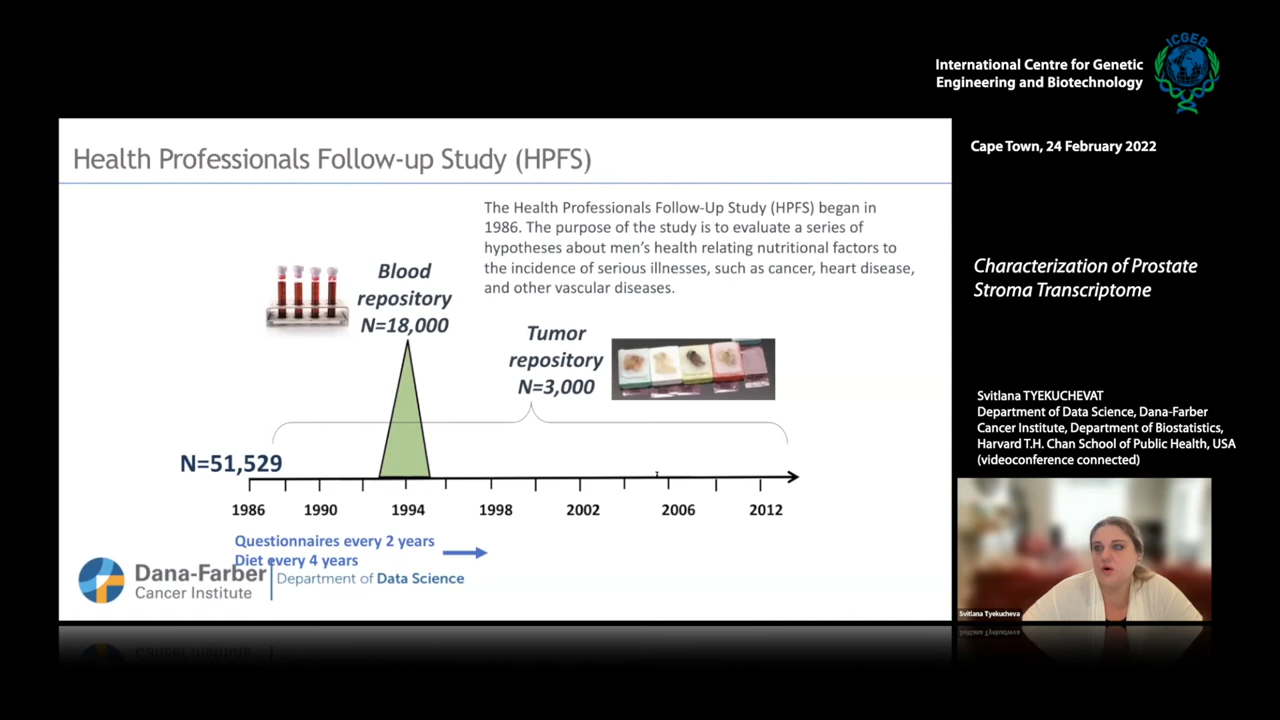 ICGEB
International Centre for Genetic
Engineering and Biotechnology
Cape Town, 24 February 2022
Characterization of Prostate
Stroma Transcriptome
Svitlana TYEKUCHEVAT
Department of Data Science, Dana-Farber
Cancer Institute, Department of Biostatistics,
Harvard T.H. Chan School of Public Health, USA
(videoconference connected)
Svitlana Tyekucheva
Health Professionals Follow-up Study (HPFS)
The Health Professionals Follow-Up Study (HPFS) began in
1986. The purpose of the study is to evaluate a series of
hypotheses about men's health relating nutritional factors to
the incidence of serious illnesses, such as cancer, heart disease,
and other vascular diseases.
Blood
repository
N=18,000
Tumor
repository
N=3,000
N=51,529
1986 1990 1994 1998 2002 2006 2012
Questionnaires every 2 years
Diet every 4 years
Dana-Farber
Cancer Institute
Department of Data Science